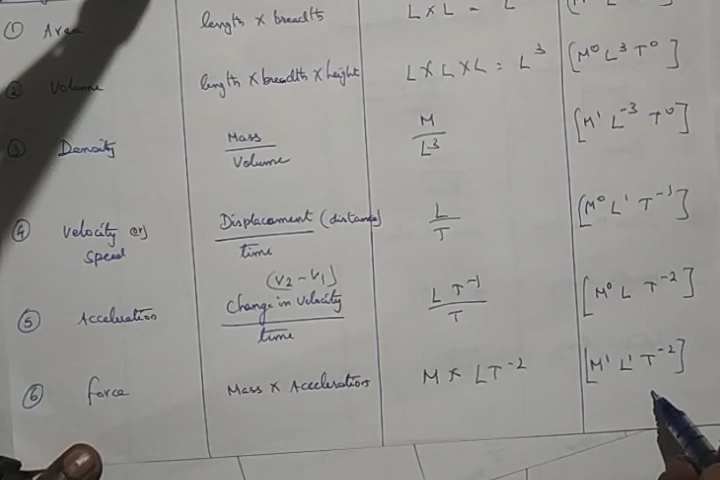 ① Area length × breadth L × L = L
② Volume length × breadth × height L × L × L = L³ [M⁰ L³ T⁰]
③ Density Mass / Volume M / L³ [M¹ L⁻³ T⁰]
④ Velocity (or) Speed Displacement (distance) / time L / T [M⁰ L¹ T⁻¹]
(V₂ - V₁)
⑤ Acceleration Change in velocity / time L T⁻¹ / T [M⁰ L T⁻²]
⑥ force Mass × Acceleration M × LT⁻² [M¹ L¹ T⁻²]